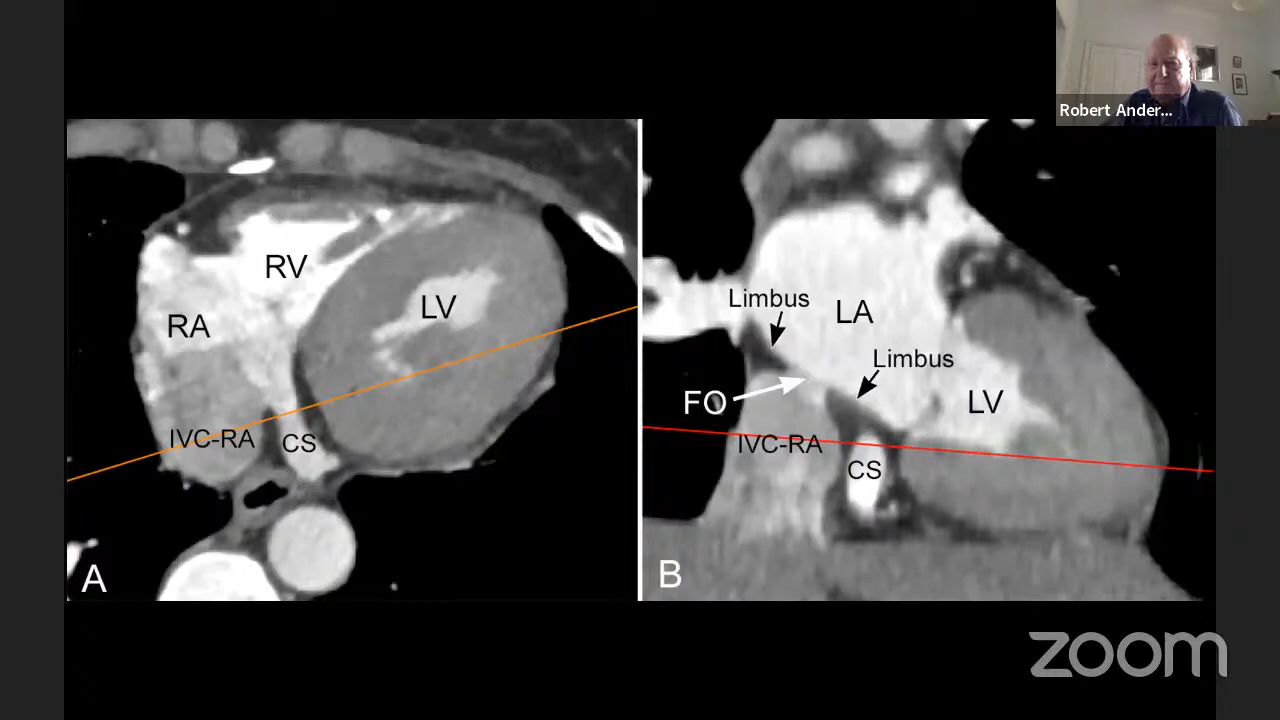 Robert Ander...
RV
LV
RA
IVC-RA
CS
A
Limbus
LA
Limbus
FO
LV
IVC-RA
CS
B
zoom